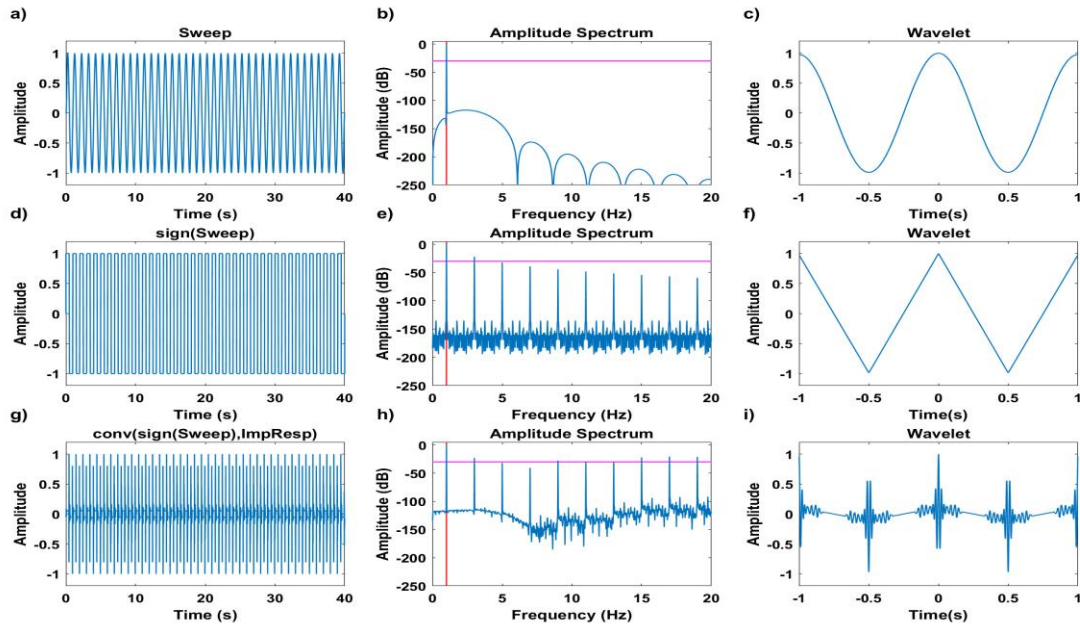 a)
Sweep
Amplitude
1
0.5
0
-0.5
-1
0 10 20 30 40
Time (s)
b)
Amplitude Spectrum
Amplitude (dB)
0
-50
-100
-150
-200
-250
0 5 10 15 20
Frequency (Hz)
c)
Wavelet
Amplitude
1
0.5
0
-0.5
-1
-1 -0.5 0 0.5 1
Time(s)
d)
sign(Sweep)
Amplitude
1
0.5
0
-0.5
-1
0 10 20 30 40
Time (s)
e)
Amplitude Spectrum
Amplitude (dB)
0
-50
-100
-150
-200
-250
0 5 10 15 20
Frequency (Hz)
f)
Wavelet
Amplitude
1
0.5
0
-0.5
-1
-1 -0.5 0 0.5 1
Time(s)
g)
conv(sign(Sweep),ImpResp)
Amplitude
1
0.5
0
-0.5
-1
0 10 20 30 40
Time (s)
h)
Amplitude Spectrum
Amplitude (dB)
0
-50
-100
-150
-200
-250
0 5 10 15 20
Frequency (Hz)
i)
Wavelet
Amplitude
1
0.5
0
-0.5
-1
-1 -0.5 0 0.5 1
Time(s)